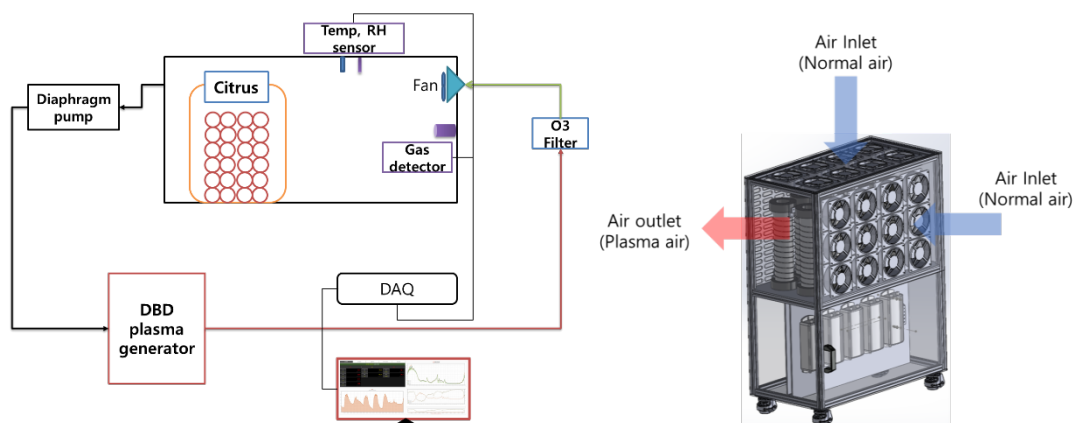 Temp, RH
sensor
Citrus
Fan
Diaphragm
pump
O3
Filter
Gas
detector
DAQ
DBD
plasma
generator
Air Inlet
(Normal air)
Air Inlet
(Normal air)
Air outlet
(Plasma air)